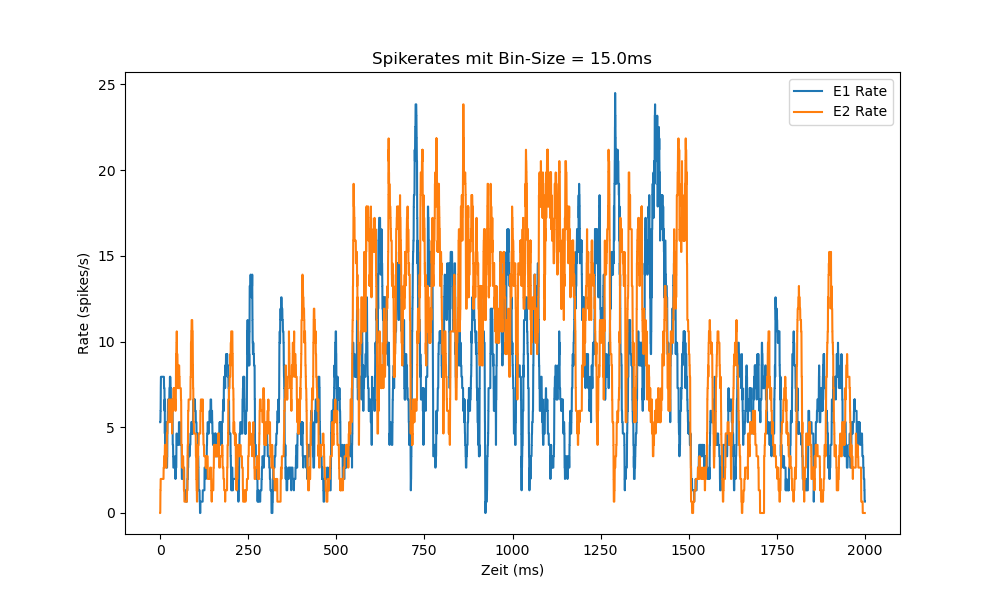 Spikerates mit Bin-Size = 15.0ms
E1 Rate
E2 Rate
Rate (spikes/s)
25
20
15
10
5
0
0 250 500 750 1000 1250 1500 1750 2000
Zeit (ms)